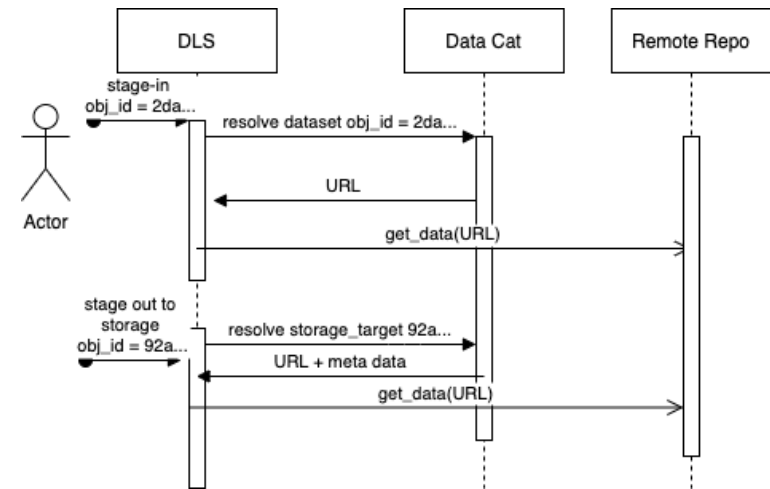 DLS
Data Cat
Remote Repo
stage-in
obj_id = 2da...
resolve dataset obj_id = 2da...
URL
Actor
get_data(URL)
stage out to
storage
obj_id = 92a...
resolve storage_target 92a...
URL + meta data
get_data(URL)